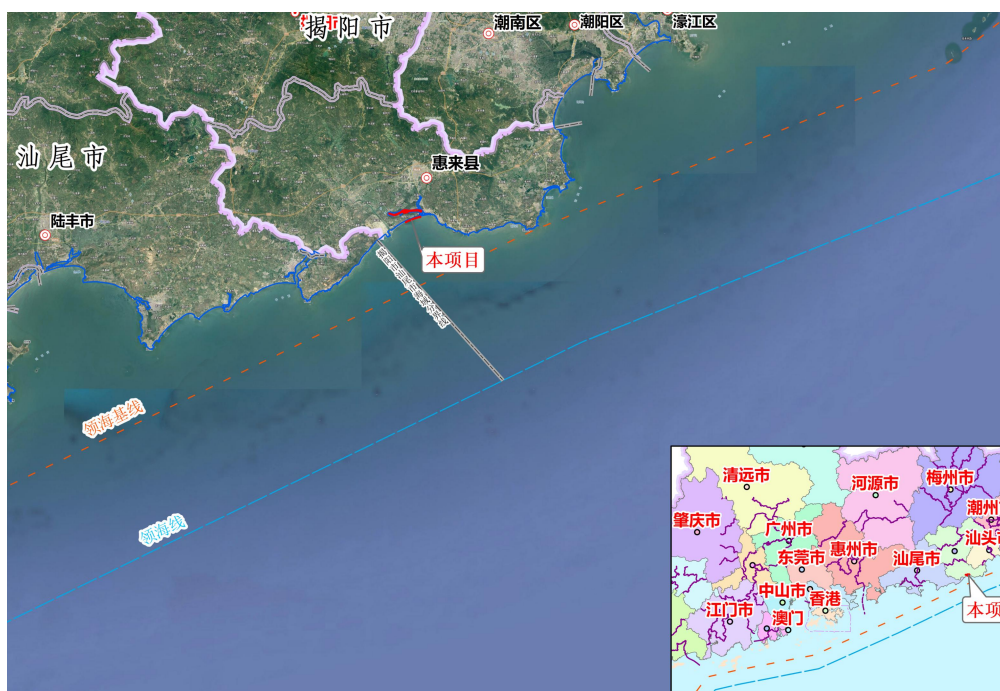 揭阳市
潮南区
潮阳区
濠江区
汕尾市
惠来县
陆丰市
本项目
领海基线
领海线
清远市
河源市
梅州市
肇庆市
潮州
广州市
汕头
东莞市
惠州市
汕尾市
中山市
香港
江门市
澳门
本项